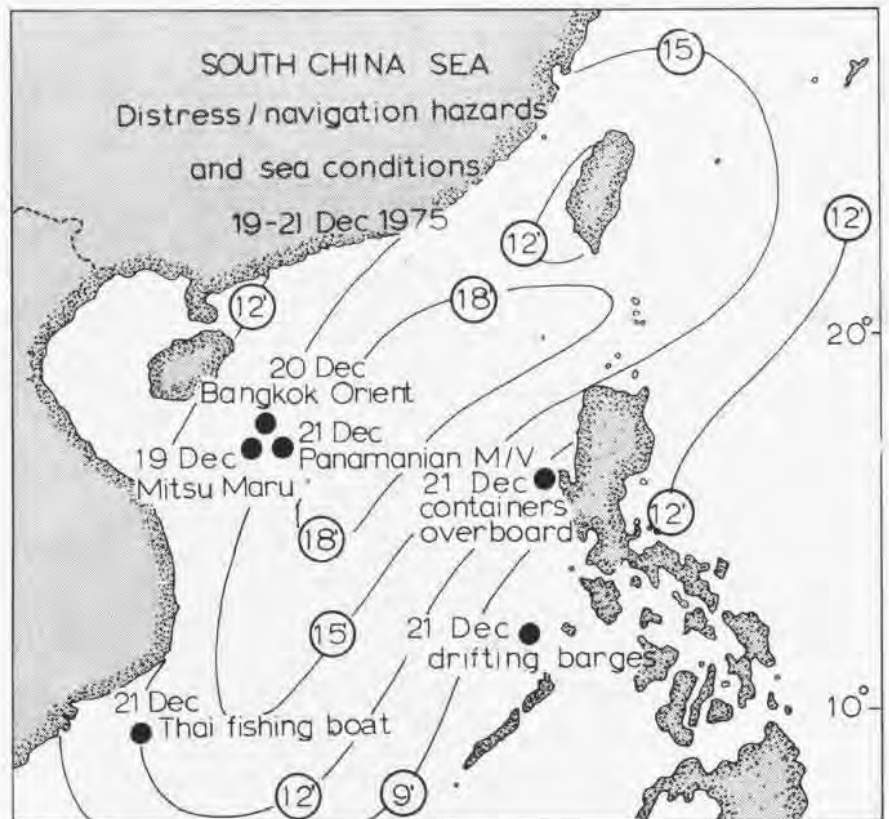 SOUTH CHINA SEA
Distress / navigation hazards
and sea conditions
19-21 Dec 1975
15
12'
12'
12'
18
20°
20 Dec
Bangkok Orient
21 Dec
Panamanian M/V
19 Dec
Mitsu Maru
21 Dec
containers
overboard
12'
18'
15'
21 Dec
drifting barges
21 Dec
Thai fishing boat
10°
12'
9'